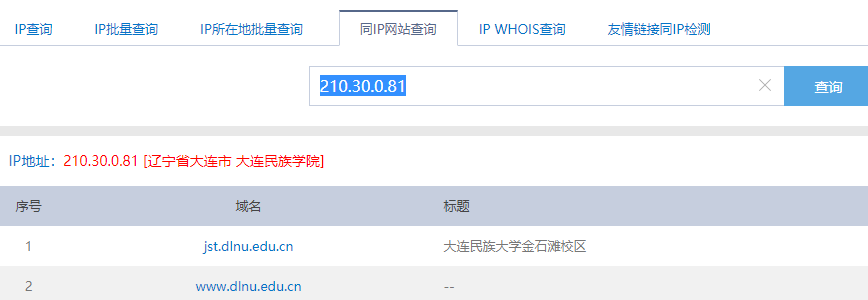 IP查询 IP批量查询 IP所在地批量查询 同IP网站查询 IP WHOIS查询 友情链接同IP检测
210.30.0.81 查询
IP地址：210.30.0.81 [辽宁省大连市 大连民族学院]
序号 域名 标题
1 jst.dlnu.edu.cn 大连民族大学金石滩校区
2 www.dlnu.edu.cn --